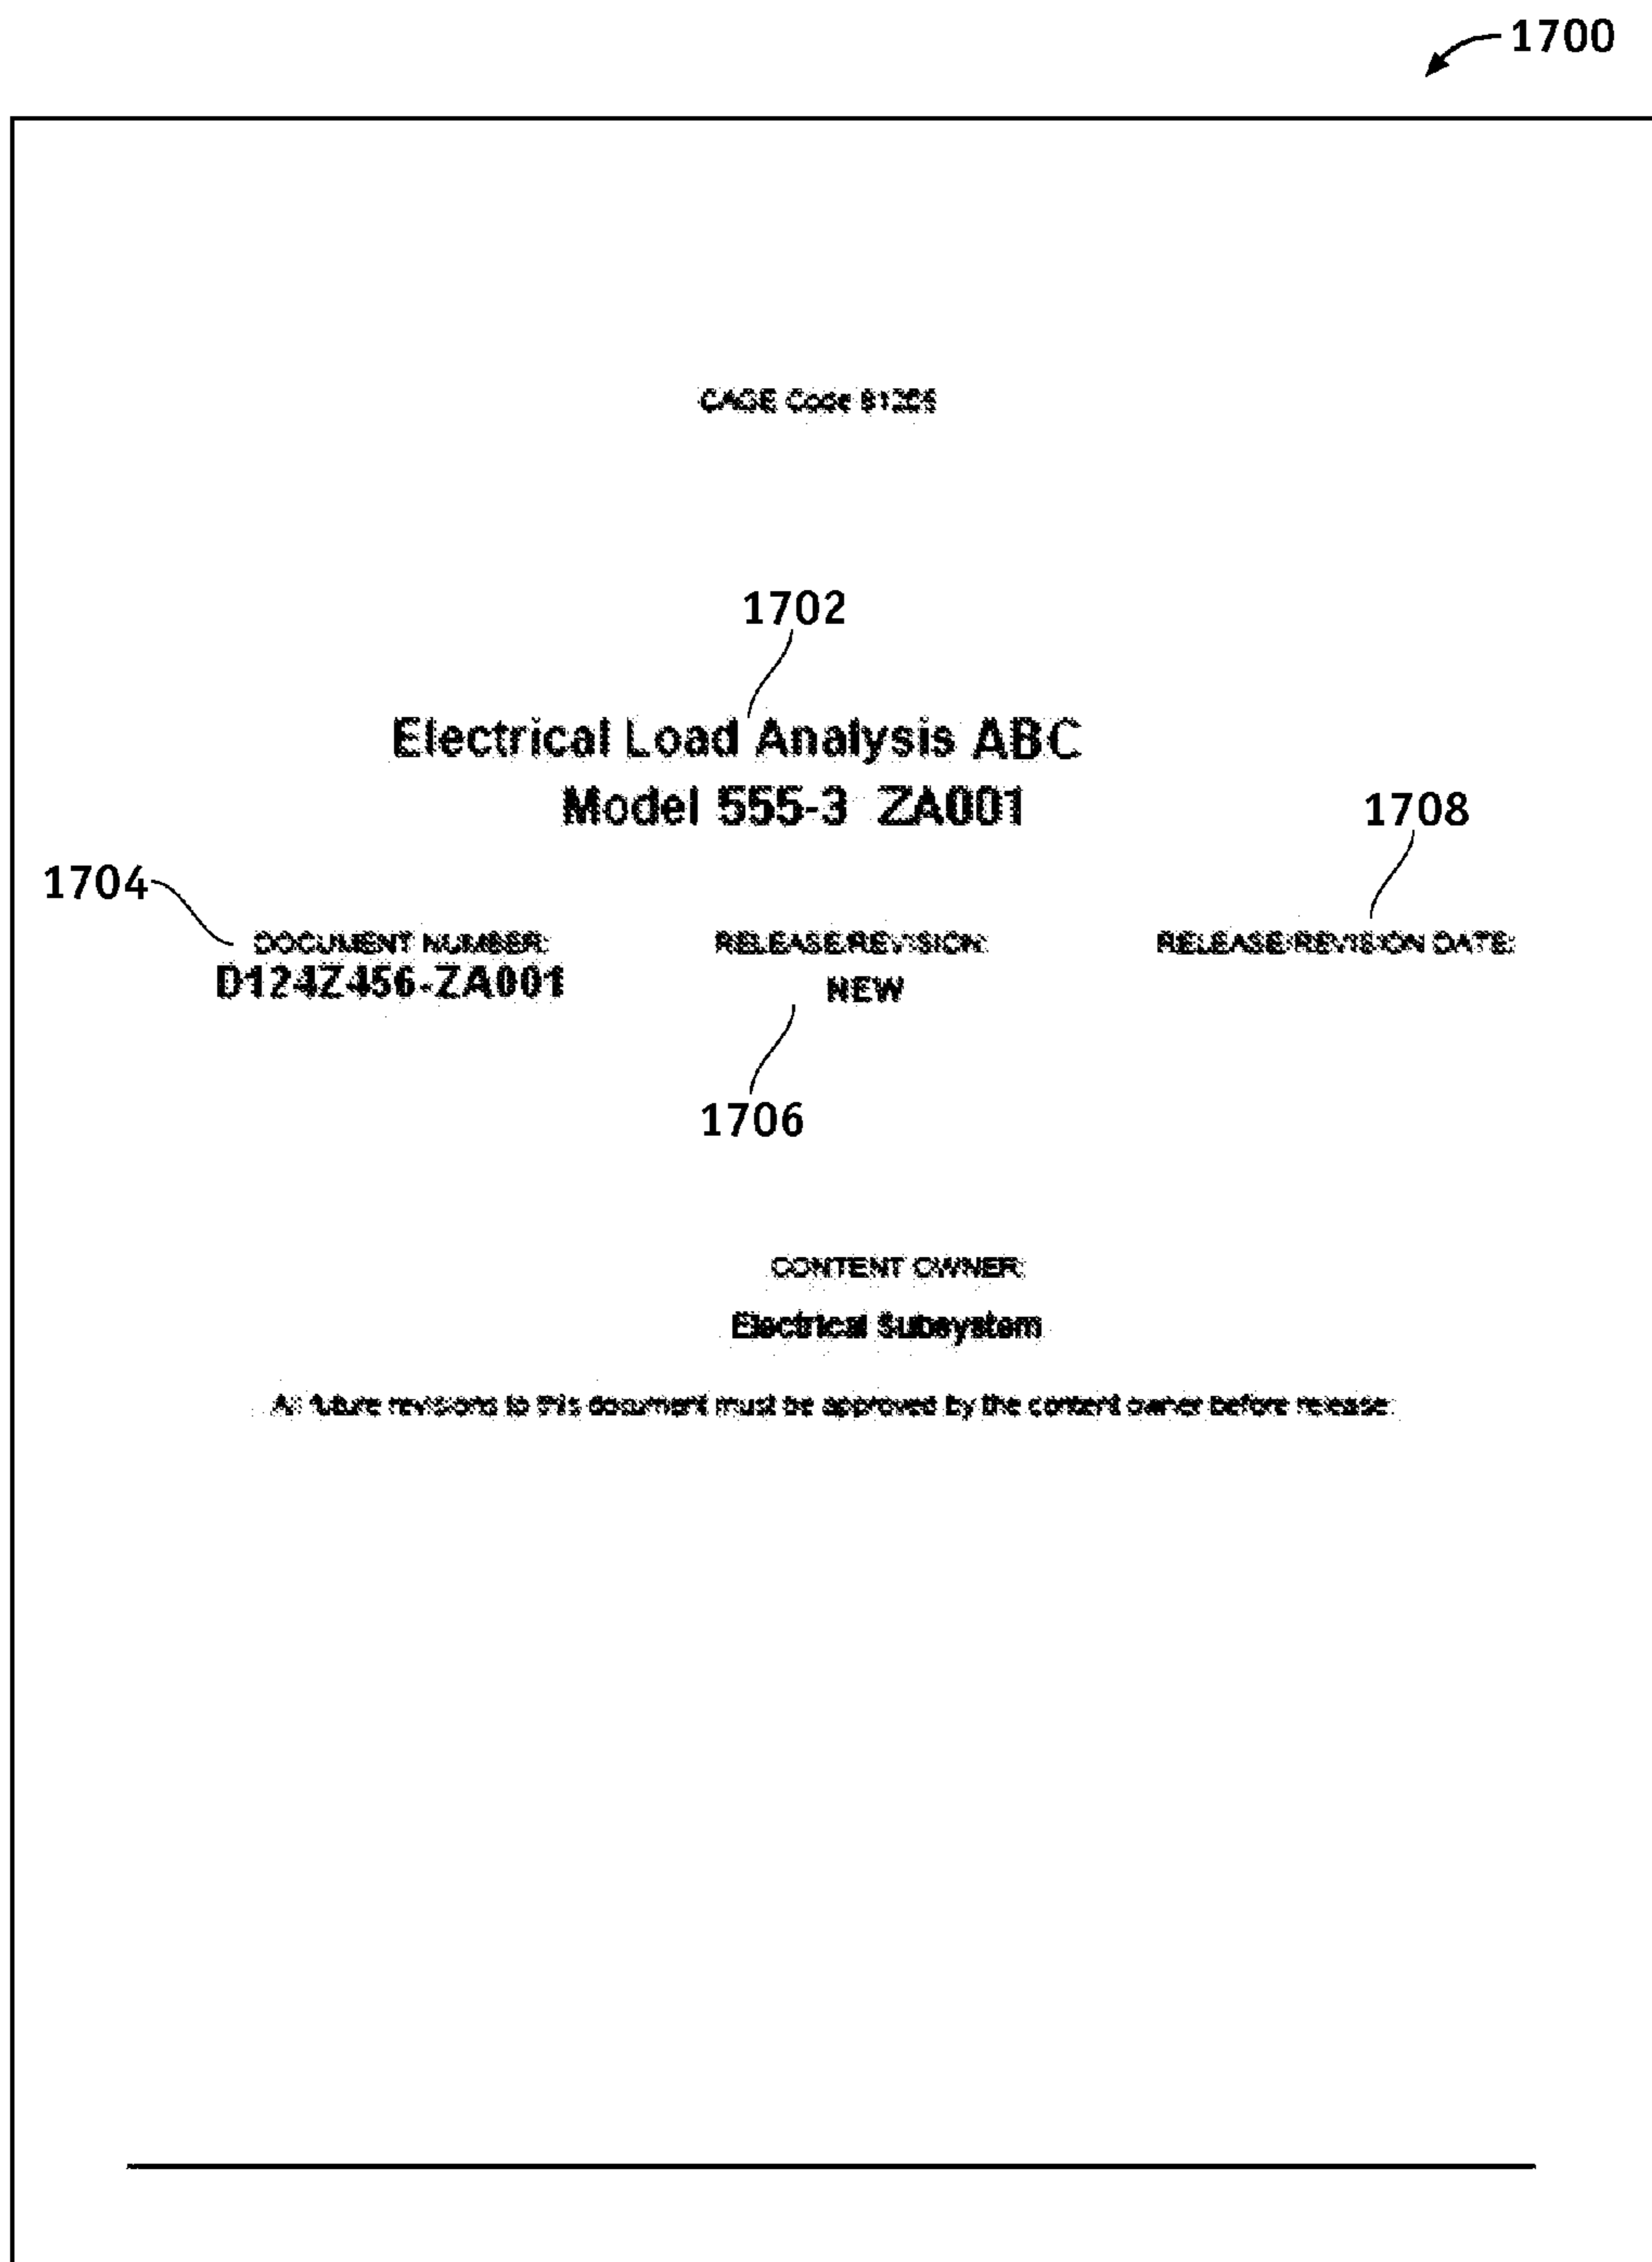 1700
CAGE Code 81205
1702
Electrical Load Analysis ABC
Model 555-3 ZA001
1708
1704
DOCUMENT NUMBER: RELEASE/REVISION: RELEASE/REVISION DATE:
D124Z456-ZA001 NEW
1706
CONTENT OWNER:
Electrical Subsystem
All future revisions to this document must be approved by the content owner before release.